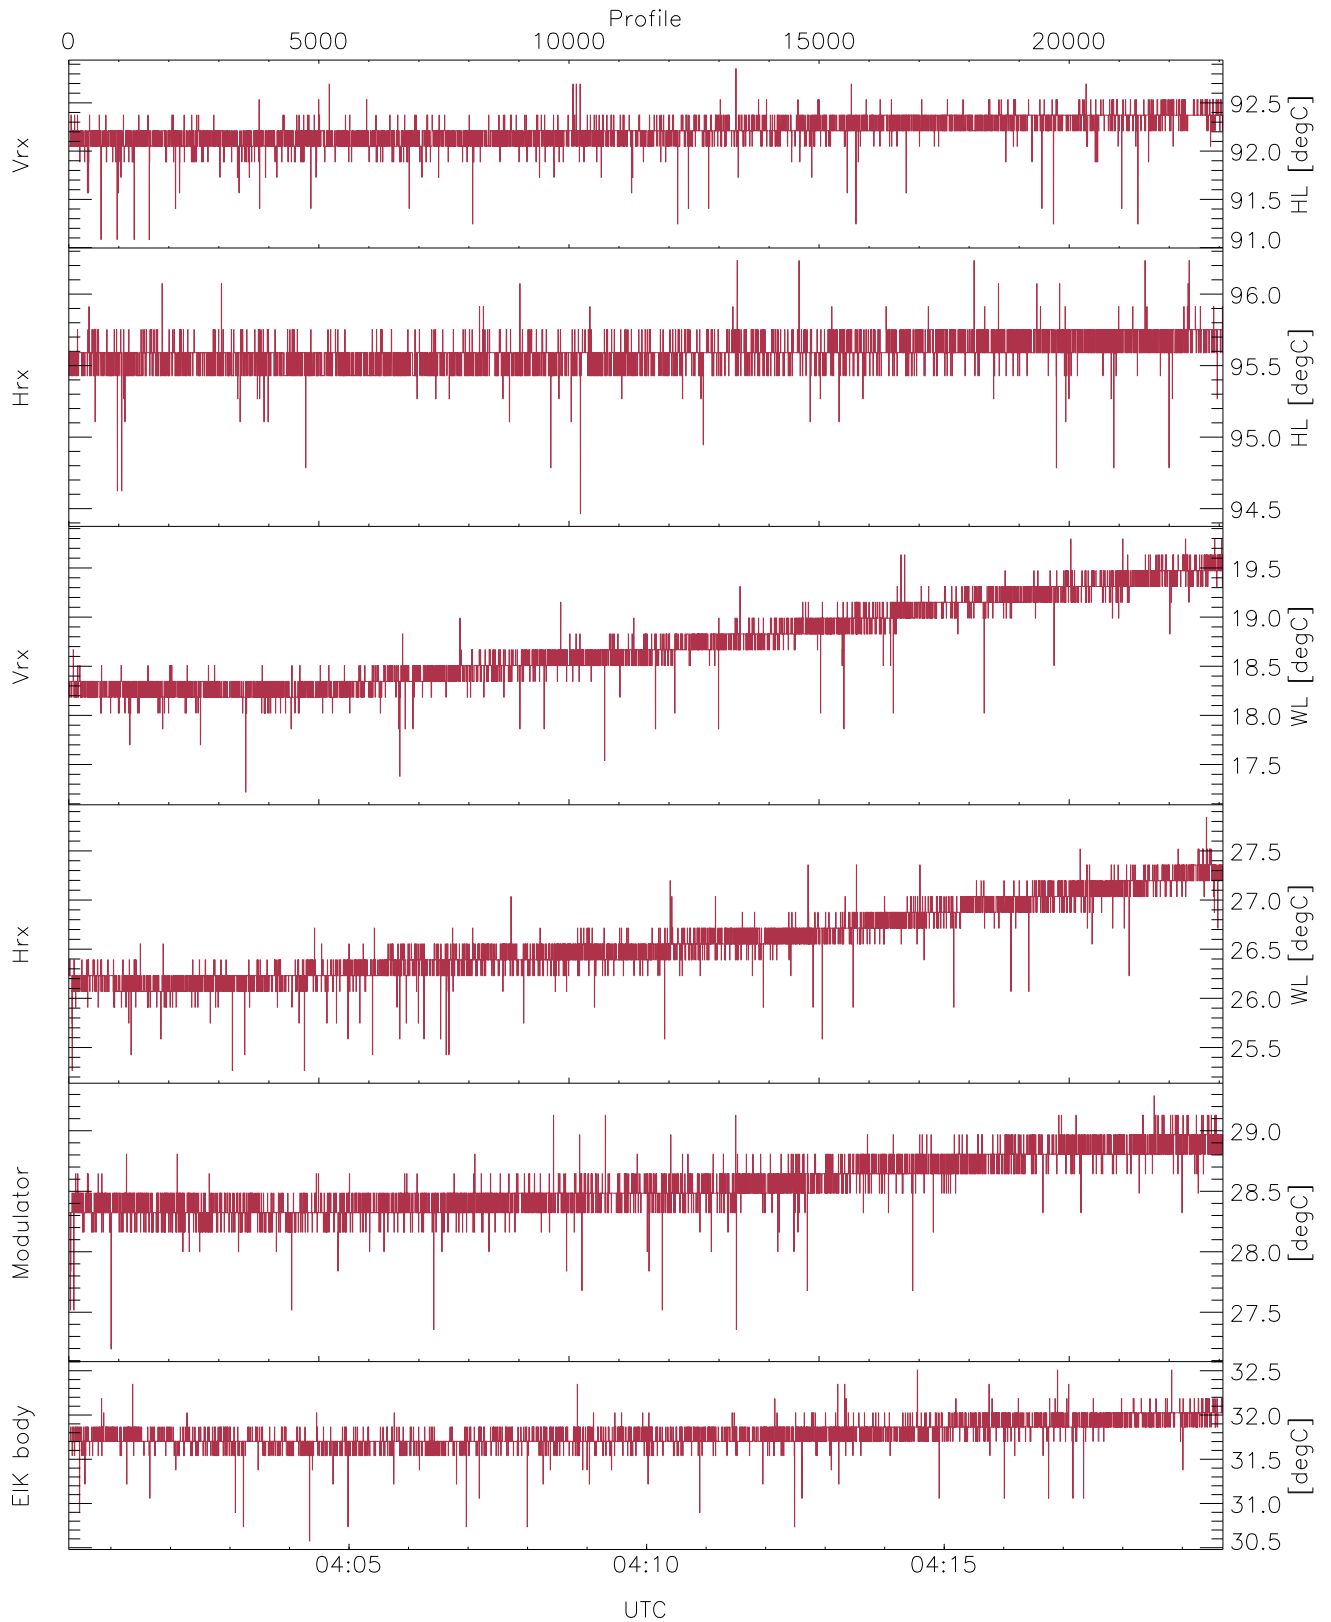 Profile
0 5000 10000 15000 20000
Vrx
92.5
92.0
91.5
91.0
HL [degC]
Hrx
96.0
95.5
95.0
94.5
HL [degC]
Vrx
19.5
19.0
18.5
18.0
17.5
WL [degC]
Hrx
27.5
27.0
26.5
26.0
25.5
WL [degC]
Modulator
29.0
28.5
28.0
27.5
[degC]
EIK body
32.5
32.0
31.5
31.0
30.5
[degC]
04:05 04:10 04:15
UTC